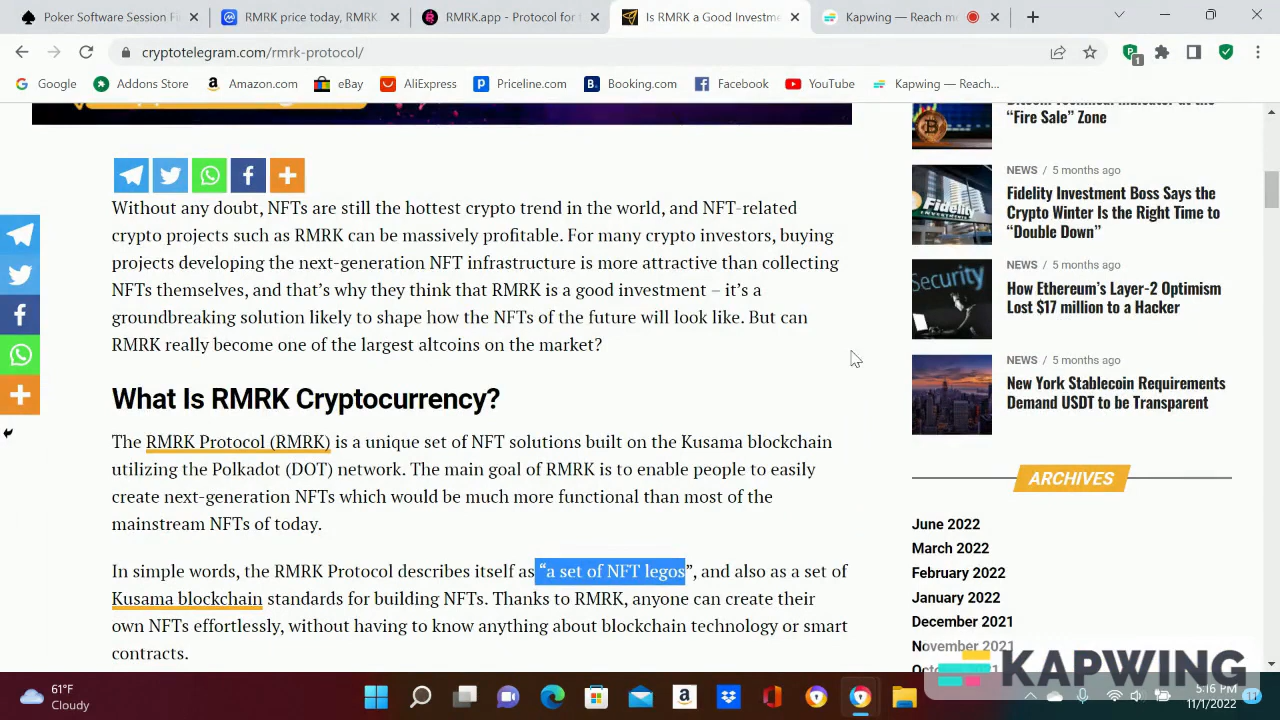 Poker Software Session Fi
RMRK price today, RMRK
RMRK.app - Protocol for t
Is RMRK a Good Investme
Kapwing — Reach me
cryptotelegram.com/rmrk-protocol/
1
Google
Addons Store
Amazon.com
eBay
AliExpress
Priceline.com
Booking.com
Facebook
YouTube
Kapwing — Reach...
Without any doubt, NFTs are still the hottest crypto trend in the world, and NFT-related
crypto projects such as RMRK can be massively profitable. For many crypto investors, buying
projects developing the next-generation NFT infrastructure is more attractive than collecting
NFTs themselves, and that’s why they think that RMRK is a good investment – it’s a
groundbreaking solution likely to shape how the NFTs of the future will look like. But can
RMRK really become one of the largest altcoins on the market?
What Is RMRK Cryptocurrency?
The RMRK Protocol (RMRK) is a unique set of NFT solutions built on the Kusama blockchain
utilizing the Polkadot (DOT) network. The main goal of RMRK is to enable people to easily
create next-generation NFTs which would be much more functional than most of the
mainstream NFTs of today.
In simple words, the RMRK Protocol describes itself as “a set of NFT legos”, and also as a set of
Kusama blockchain standards for building NFTs. Thanks to RMRK, anyone can create their
own NFTs effortlessly, without having to know anything about blockchain technology or smart
contracts.
“Fire Sale” Zone
NEWS / 5 months ago
Fidelity Investment Boss Says the
Crypto Winter Is the Right Time to
“Double Down”
Fidelity
NEWS / 5 months ago
How Ethereum’s Layer-2 Optimism
Lost $17 million to a Hacker
Security
NEWS / 5 months ago
New York Stablecoin Requirements
Demand USDT to be Transparent
ARCHIVES
June 2022
March 2022
February 2022
January 2022
December 2021
November 2021
KAPWING
61°F
Cloudy
5:16 PM
11/1/2022